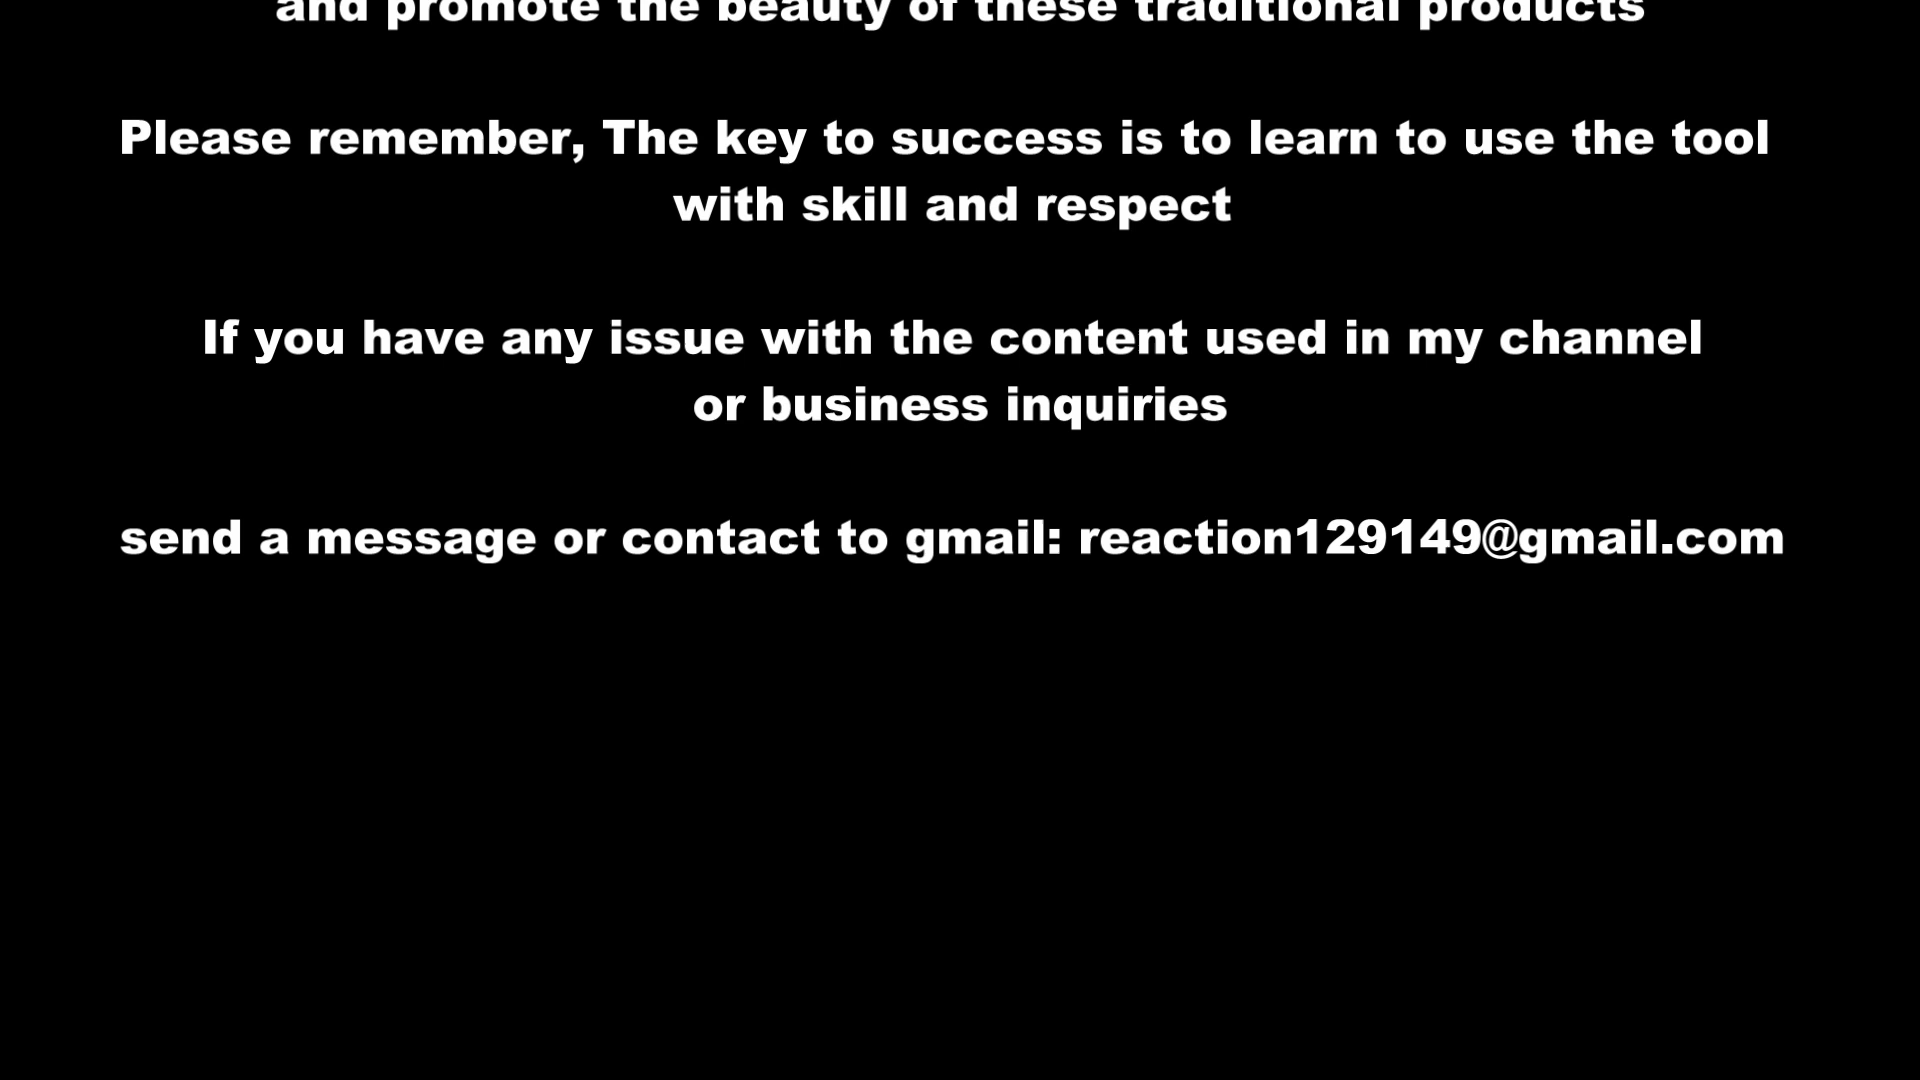 and promote the beauty of these traditional products
Please remember, The key to success is to learn to use the tool
with skill and respect
If you have any issue with the content used in my channel
or business inquiries
send a message or contact to gmail: reaction129149@gmail.com